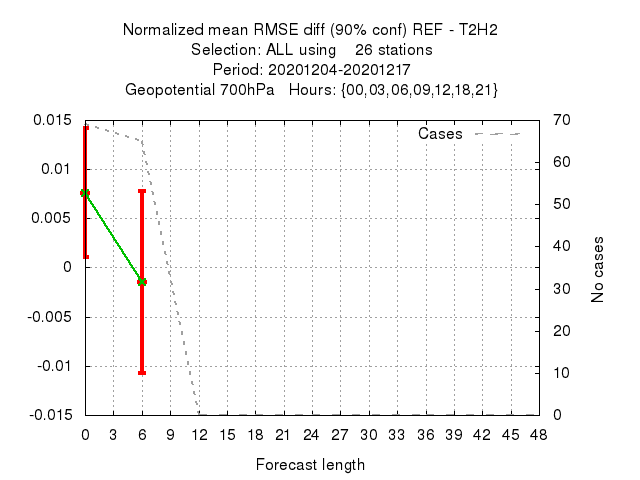 Normalized mean RMSE diff (90% conf) REF - T2H2
Selection: ALL using    26 stations
Period: 20201204-20201217
Geopotential 700hPa   Hours: {00,03,06,09,12,18,21}
Cases
0.015
0.01
0.005
0
-0.005
-0.01
-0.015
70
60
50
40
30
20
10
0
No cases
0 3 6 9 12 15 18 21 24 27 30 33 36 39 42 45 48
Forecast length